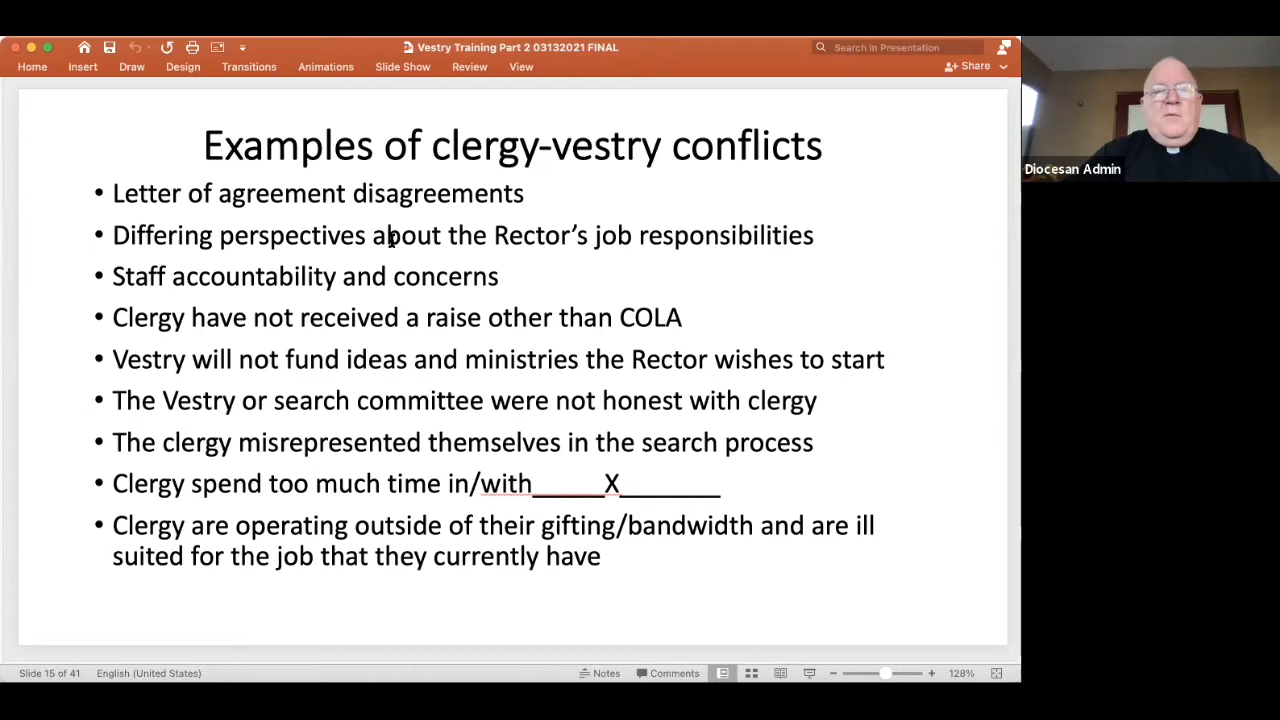 Vestry Training Part 2 03132021 FINAL
Search in Presentation
Home Insert Draw Design Transitions Animations Slide Show Review View
Share
Examples of clergy-vestry conflicts
• Letter of agreement disagreements
• Differing perspectives about the Rector’s job responsibilities
• Staff accountability and concerns
• Clergy have not received a raise other than COLA
• Vestry will not fund ideas and ministries the Rector wishes to start
• The Vestry or search committee were not honest with clergy
• The clergy misrepresented themselves in the search process
• Clergy spend too much time in/with_____X_______
• Clergy are operating outside of their gifting/bandwidth and are ill
suited for the job that they currently have
Diocesan Admin
Slide 15 of 41 English (United States) Notes Comments 128%